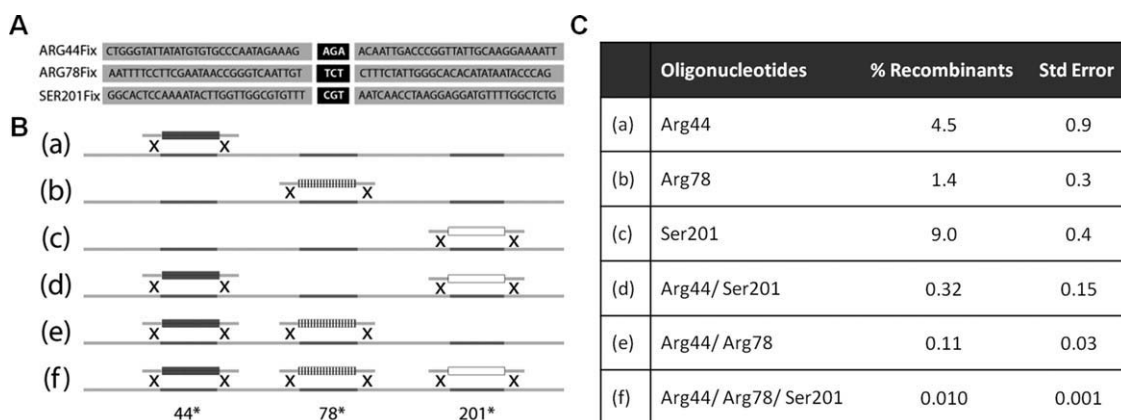 A
ARG44Fix CTGGGTATTATATGTGTGCCCAATAGAAAG AGA ACAATTGACCCGGTTATTGCAAGGAAAATT
ARG78Fix AATTTTCCTTCGAATAACCGGGTCAATTGT TCT CTTTCTATTGGGCACACATATAATACCCAG
SER201Fix GGCACTCCAAAATACTTGGTTGGCGTGTTT CGT AATCAACCTAAGGAGGATGTTTTGGCTCTG
B
(a) X X
(b) X X
(c) X X
(d) X X X X
(e) X X X X
(f) X X X X X X
44* 78* 201*
C
Oligonucleotides % Recombinants Std Error
(a) Arg44 4.5 0.9
(b) Arg78 1.4 0.3
(c) Ser201 9.0 0.4
(d) Arg44/ Ser201 0.32 0.15
(e) Arg44/ Arg78 0.11 0.03
(f) Arg44/ Arg78/ Ser201 0.010 0.001